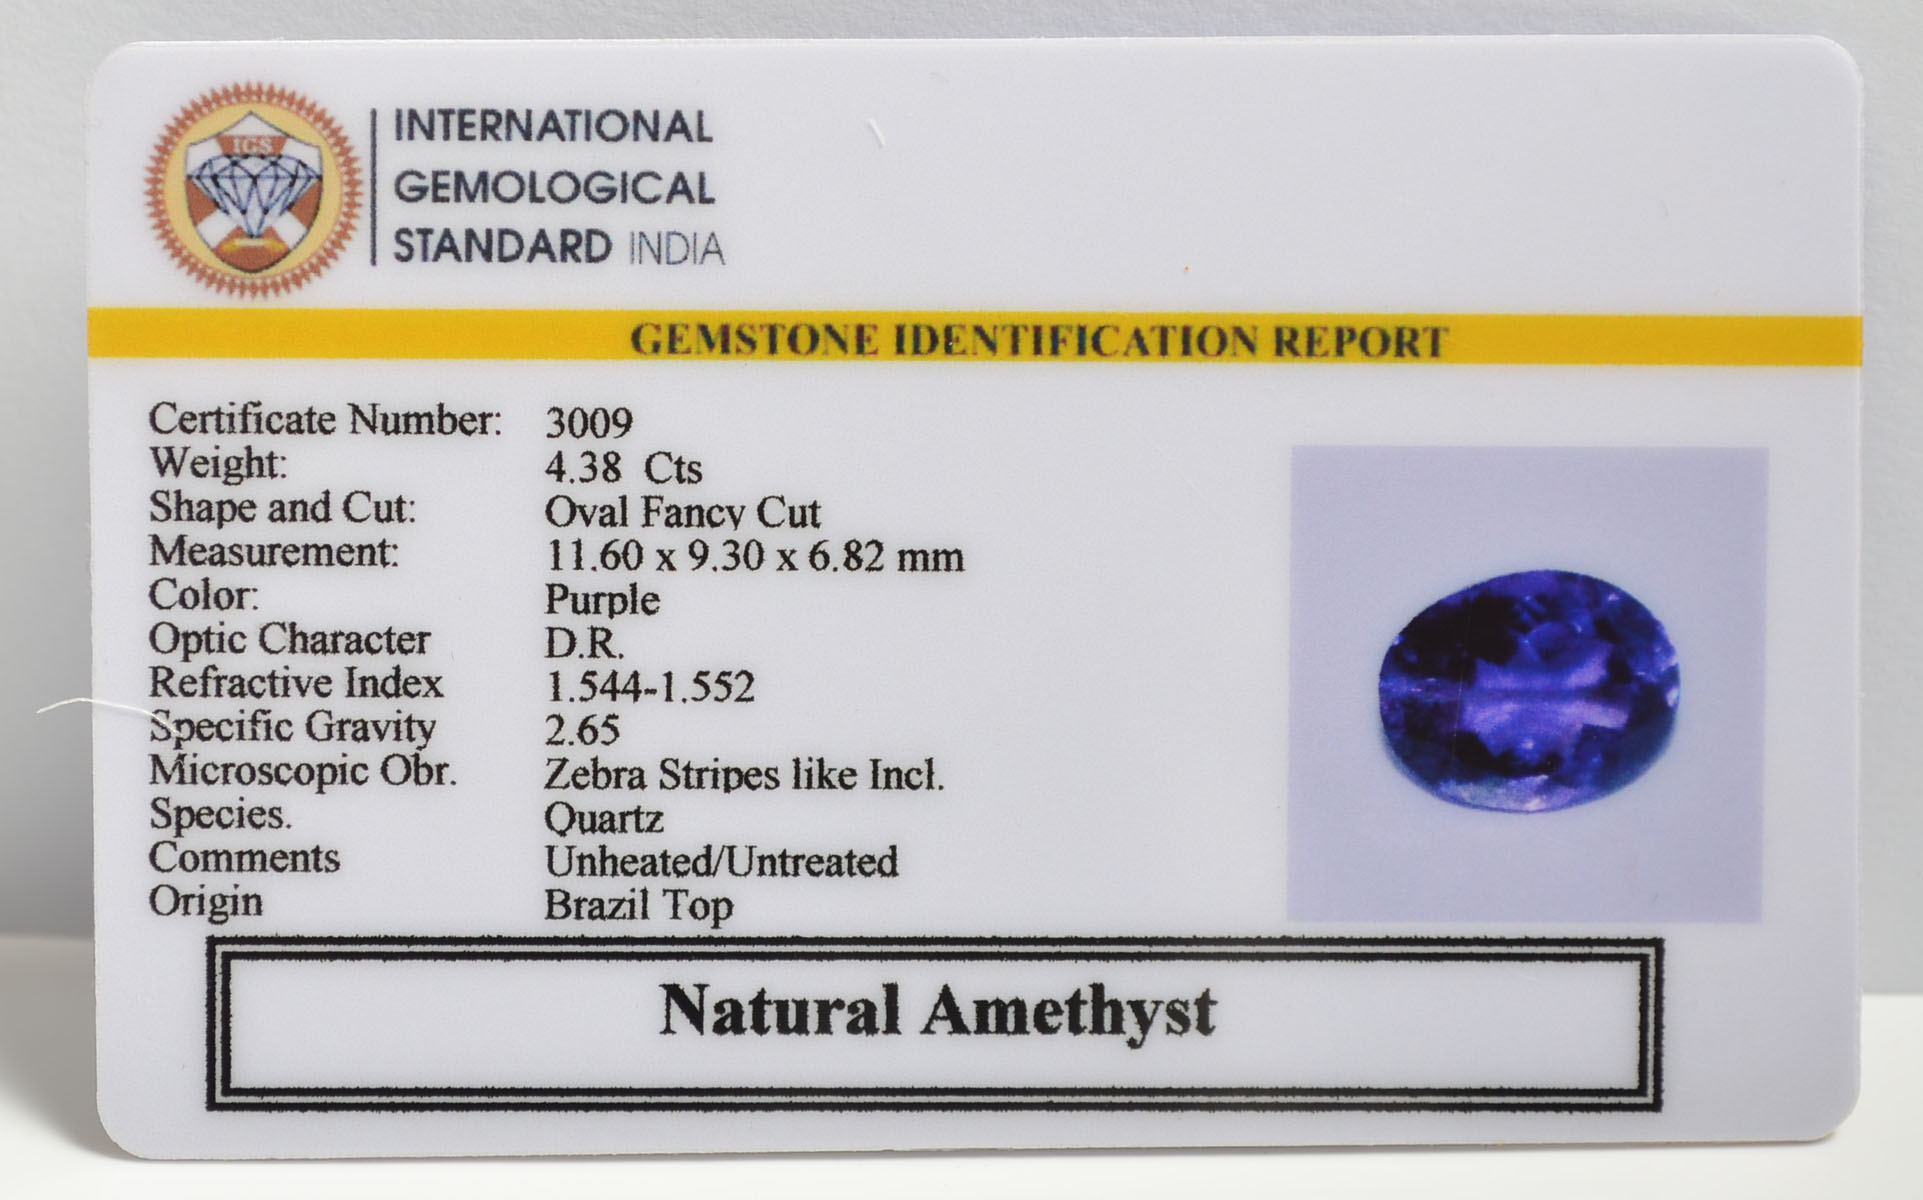 IGS
INTERNATIONAL
GEMOLOGICAL
STANDARD INDIA
GEMSTONE IDENTIFICATION REPORT
Certificate Number: 3009
Weight: 4.38 Cts
Shape and Cut: Oval Fancy Cut
Measurement: 11.60 x 9.30 x 6.82 mm
Color: Purple
Optic Character D.R.
Refractive Index 1.544-1.552
Specific Gravity 2.65
Microscopic Obr. Zebra Stripes like Incl.
Species. Quartz
Comments Unheated/Untreated
Origin Brazil Top
Natural Amethyst